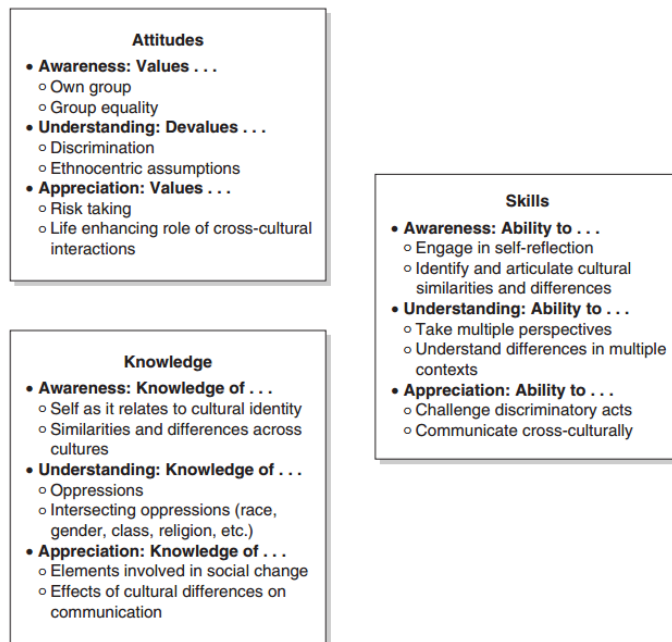 Attitudes
• Awareness: Values . . .
o Own group
o Group equality
• Understanding: Devalues . . .
o Discrimination
o Ethnocentric assumptions
• Appreciation: Values . . .
o Risk taking
o Life enhancing role of cross-cultural
interactions
Knowledge
• Awareness: Knowledge of . . .
o Self as it relates to cultural identity
o Similarities and differences across
cultures
• Understanding: Knowledge of . . .
o Oppressions
o Intersecting oppressions (race,
gender, class, religion, etc.)
• Appreciation: Knowledge of . . .
o Elements involved in social change
o Effects of cultural differences on
communication
Skills
• Awareness: Ability to . . .
o Engage in self-reflection
o Identify and articulate cultural
similarities and differences
• Understanding: Ability to . . .
o Take multiple perspectives
o Understand differences in multiple
contexts
• Appreciation: Ability to . . .
o Challenge discriminatory acts
o Communicate cross-culturally